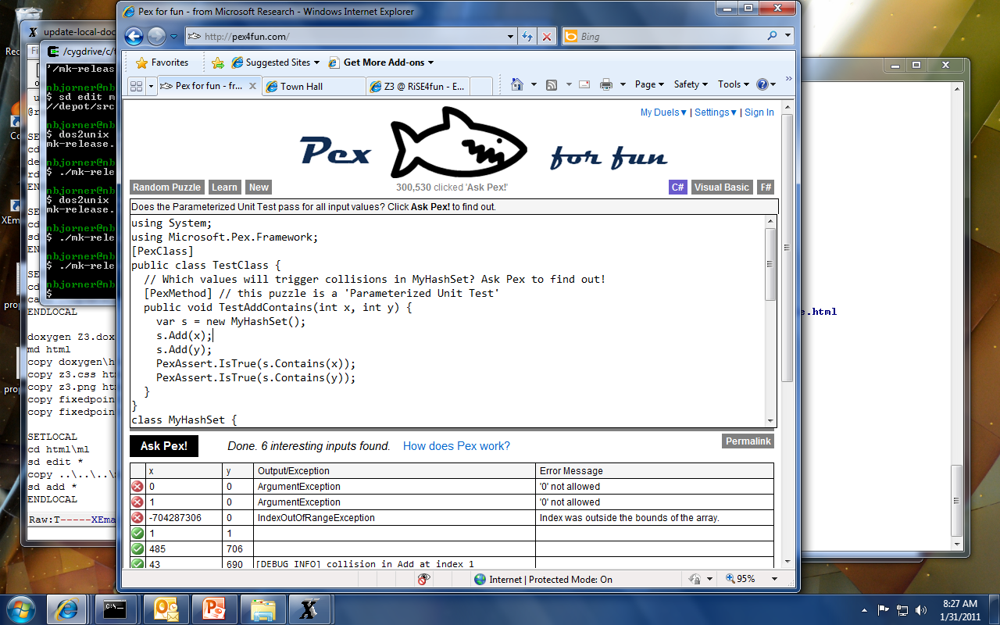 Pex for fun - from Microsoft Research - Windows Internet Explorer
http://pex4fun.com/
Bing
Favorites
Suggested Sites
Get More Add-ons
Pex for fun - fr...
Town Hall
Z3 @ RiSE4fun - E...
Page
Safety
Tools
My Duels▼ | Settings▼ | Sign In
Pex for fun
Random Puzzle
Learn
New
300,530 clicked 'Ask Pex!'
C#
Visual Basic
F#
Does the Parameterized Unit Test pass for all input values? Click Ask Pex! to find out.
using System;
using Microsoft.Pex.Framework;
[PexClass]
public class TestClass {
// Which values will trigger collisions in MyHashSet? Ask Pex to find out!
[PexMethod] // this puzzle is a 'Parameterized Unit Test'
public void TestAddContains(int x, int y) {
var s = new MyHashSet();
s.Add(x);
s.Add(y);
PexAssert.IsTrue(s.Contains(x));
PexAssert.IsTrue(s.Contains(y));
}
}
class MyHashSet {
Ask Pex!
Done. 6 interesting inputs found.
How does Pex work?
Permalink
x y Output/Exception Error Message
0 0 ArgumentException '0' not allowed
1 0 ArgumentException '0' not allowed
-704287306 0 IndexOutOfRangeException Index was outside the bounds of the array.
1 1
485 706
43 690 [DEBUG INFO] collision in Add at index 1
Internet | Protected Mode: On
95%
update-local-doc
/cygdrive/c/
'/mk-releas
$ sd edit m
//depot/src
nbjorner@nb
$ dos2unix
mk-release.
nbjorner@nb
$ ./mk-rele
nbjorner@nb
$ dos2unix
mk-release.
nbjorner@nb
$ ./mk-rele
nbjorner@nb
$ ./mk-rele
nbjorner@nb
$
ENDLOCAL
doxygen Z3.dox
md html
copy doxygen\h
copy z3.css htm
copy z3.png htm
copy fixedpoin
copy fixedpoin
SETLOCAL
cd html\ml
sd edit *
copy ..\..\..\
sd add *
ENDLOCAL
Raw:T-----XEma
e.html
8:27 AM
1/31/2011